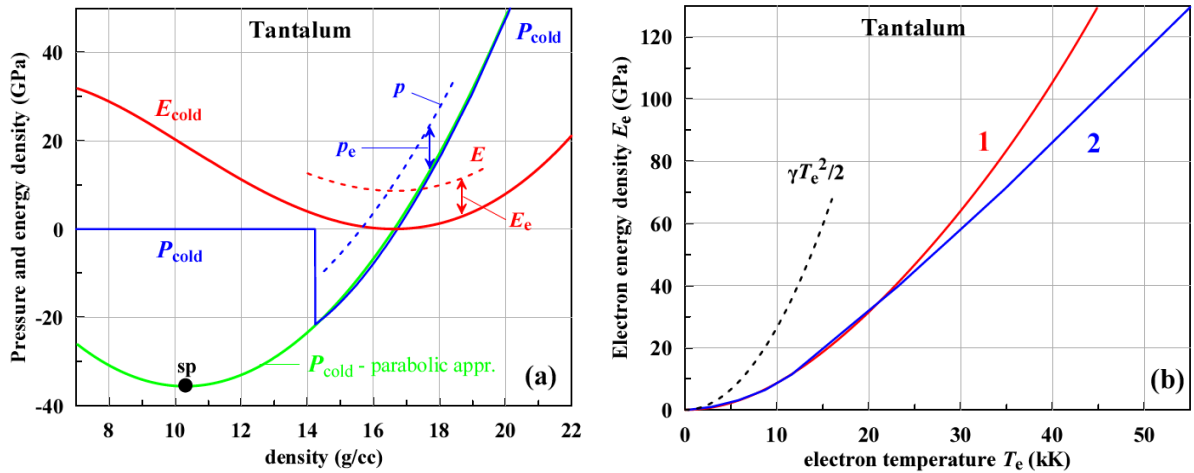 Tantalum
Pressure and energy density (GPa)
40
20
0
-20
-40
8
10
12
14
16
18
20
22
density (g/cc)
P_cold
p
E_cold
p_e
E
E_e
P_cold
sp
P_cold - parabolic appr.
(a)
Tantalum
Electron energy density E_e (GPa)
120
100
80
60
40
20
0
0
10
20
30
40
50
electron temperature T_e (kK)
1
2
γT_e^2/2
(b)